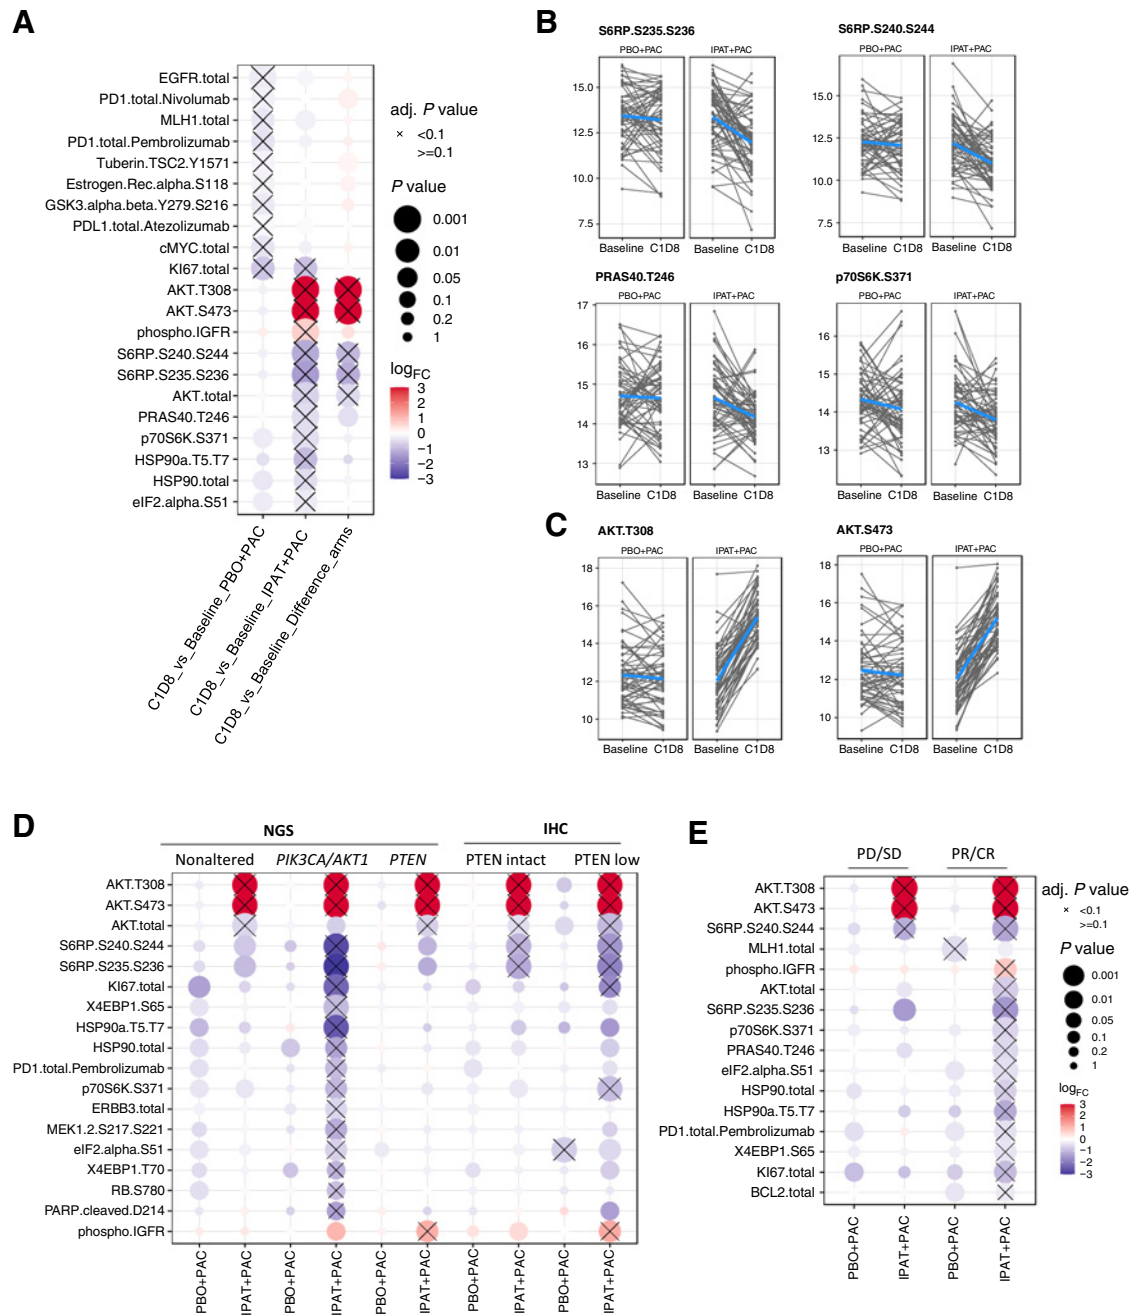 A
EGFR.total
PD1.total.Nivolumab
MLH1.total
PD1.total.Pembrolizumab
Tuberin.TSC2.Y1571
Estrogen.Rec.alpha.S118
GSK3.alpha.beta.Y279.S216
PDL1.total.Atezolizumab
cMYC.total
KI67.total
AKT.T308
AKT.S473
phospho.IGFR
S6RP.S240.S244
S6RP.S235.S236
AKT.total
PRAS40.T246
p70S6K.S371
HSP90a.T5.T7
HSP90.total
eIF2.alpha.S51
C1D8_vs_Baseline_PBO+PAC
C1D8_vs_Baseline_IPAT+PAC
C1D8_vs_Baseline_Difference_arms
adj. P value
× <0.1
>=0.1
P value
0.001
0.01
0.05
0.1
0.2
1
logFC
3
2
1
0
−1
−2
−3
B
S6RP.S235.S236
PBO+PAC IPAT+PAC
15.0
12.5
10.0
7.5
Baseline C1D8 Baseline C1D8
S6RP.S240.S244
PBO+PAC IPAT+PAC
15.0
12.5
10.0
7.5
Baseline C1D8 Baseline C1D8
PRAS40.T246
PBO+PAC IPAT+PAC
17
16
15
14
13
Baseline C1D8 Baseline C1D8
p70S6K.S371
PBO+PAC IPAT+PAC
16
15
14
13
Baseline C1D8 Baseline C1D8
C
AKT.T308
PBO+PAC IPAT+PAC
18
16
14
12
10
Baseline C1D8 Baseline C1D8
AKT.S473
PBO+PAC IPAT+PAC
18
16
14
12
10
Baseline C1D8 Baseline C1D8
D
NGS IHC
Nonaltered PIK3CA/AKT1 PTEN PTEN intact PTEN low
AKT.T308
AKT.S473
AKT.total
S6RP.S240.S244
S6RP.S235.S236
KI67.total
X4EBP1.S65
HSP90a.T5.T7
HSP90.total
PD1.total.Pembrolizumab
p70S6K.S371
ERBB3.total
MEK1.2.S217.S221
eIF2.alpha.S51
X4EBP1.T70
RB.S780
PARP.cleaved.D214
phospho.IGFR
PBO+PAC IPAT+PAC PBO+PAC IPAT+PAC PBO+PAC IPAT+PAC PBO+PAC IPAT+PAC PBO+PAC IPAT+PAC
E
PD/SD PR/CR
AKT.T308
AKT.S473
S6RP.S240.S244
MLH1.total
phospho.IGFR
AKT.total
S6RP.S235.S236
p70S6K.S371
PRAS40.T246
eIF2.alpha.S51
HSP90.total
HSP90a.T5.T7
PD1.total.Pembrolizumab
X4EBP1.S65
KI67.total
BCL2.total
PBO+PAC IPAT+PAC PBO+PAC IPAT+PAC
adj. P value
× <0.1
>=0.1
P value
0.001
0.01
0.05
0.1
0.2
1
logFC
3
2
1
0
−1
−2
−3